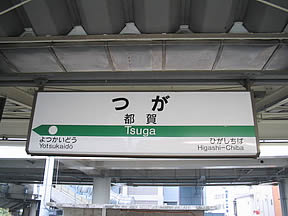 つが
都賀
Tsuga
よつかいどう
Yotsukaidō
ひがしちば
Higashi-Chiba